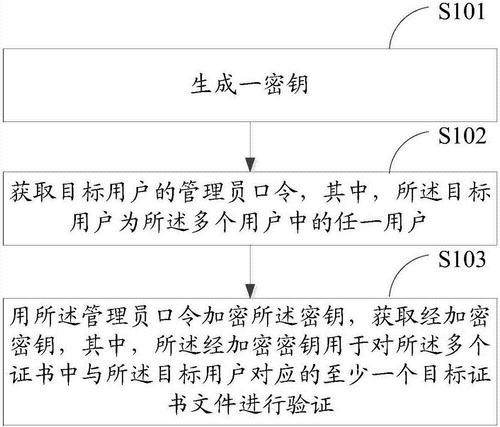 S101
生成一密钥
S102
获取目标用户的管理员口令，其中，所述目标
用户为所述多个用户中的任一用户
S103
用所述管理员口令加密所述密钥，获取经加密
密钥，其中，所述经加密密钥用于对所述多个
证书中与所述目标用户对应的至少一个目标证
书文件进行验证